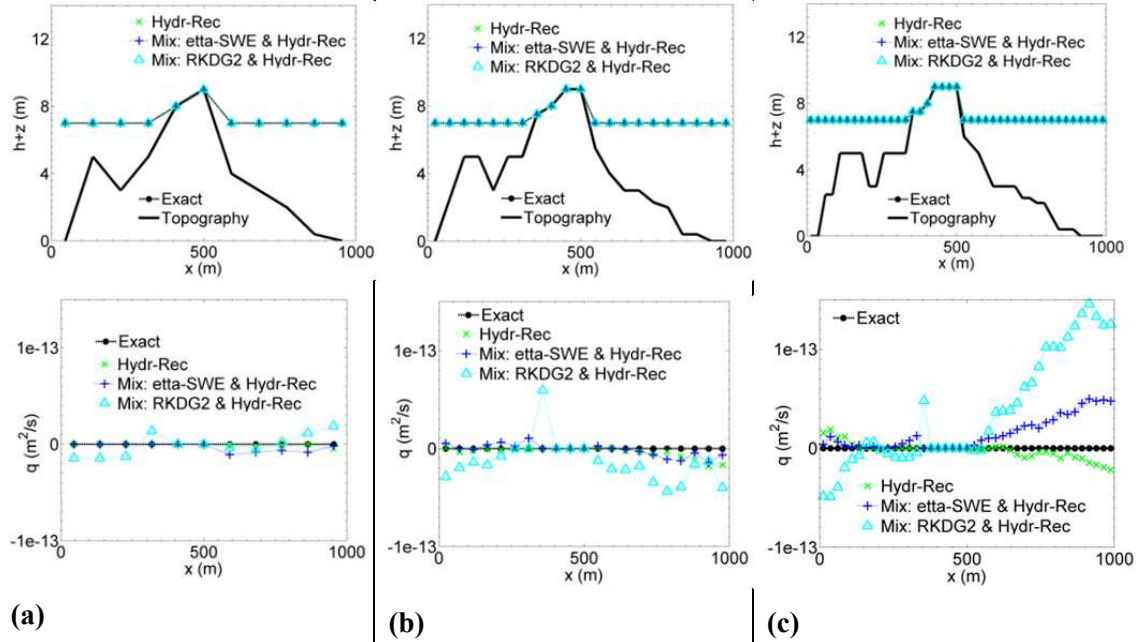 12
8
4
0
h+z (m)
Hydr-Rec
Mix: etta-SWE & Hydr-Rec
Mix: RKDG2 & Hydr-Rec
Exact
Topography
0
500
1000
x (m)
12
8
4
0
h+z (m)
Hydr-Rec
Mix: etta-SWE & Hydr-Rec
Mix: RKDG2 & Hydr-Rec
Exact
Topography
0
500
1000
x (m)
12
8
4
0
h+z (m)
Hydr-Rec
Mix: etta-SWE & Hydr-Rec
Mix: RKDG2 & Hydr-Rec
Exact
Topography
0
500
1000
x (m)
1e-13
0
-1e-13
q (m²/s)
Exact
Hydr-Rec
Mix: etta-SWE & Hydr-Rec
Mix: RKDG2 & Hydr-Rec
0
500
1000
x (m)
(a)
1e-13
0
-1e-13
q (m²/s)
Exact
Hydr-Rec
Mix: etta-SWE & Hydr-Rec
Mix: RKDG2 & Hydr-Rec
0
500
1000
x (m)
(b)
1e-13
0
-1e-13
q (m²/s)
Exact
Hydr-Rec
Mix: etta-SWE & Hydr-Rec
Mix: RKDG2 & Hydr-Rec
0
500
1000
x (m)
(c)